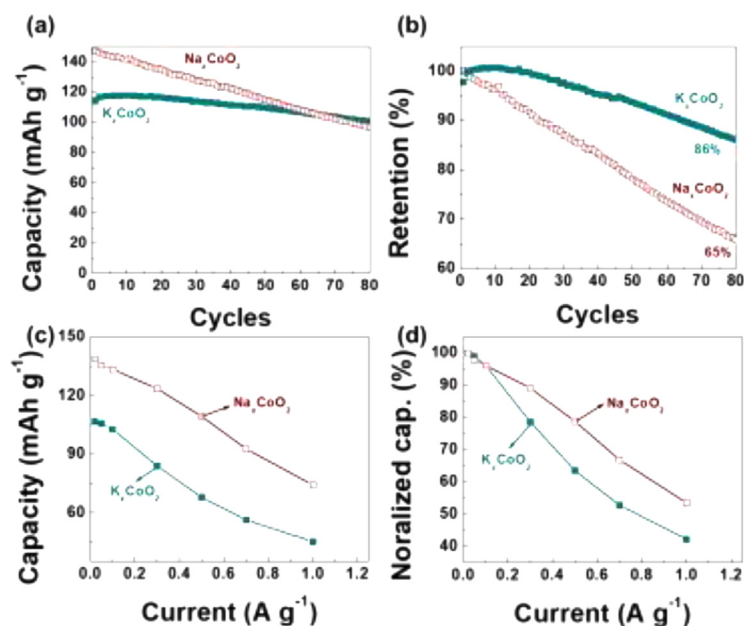 (a)
Capacity (mAh g⁻¹)
140
120
100
80
60
40
20
0
NaₓCoO₂
KₓCoO₂
0 10 20 30 40 50 60 70 80
Cycles
(b)
Retention (%)
100
90
80
70
60
KₓCoO₂
86%
NaₓCoO₂
65%
0 10 20 30 40 50 60 70 80
Cycles
(c)
Capacity (mAh g⁻¹)
150
120
90
60
NaₓCoO₂
KₓCoO₂
0.0 0.2 0.4 0.6 0.8 1.0 1.2
Current (A g⁻¹)
(d)
Noralized cap. (%)
100
90
80
70
60
50
40
NaₓCoO₂
KₓCoO₂
0.0 0.2 0.4 0.6 0.8 1.0 1.2
Current (A g⁻¹)